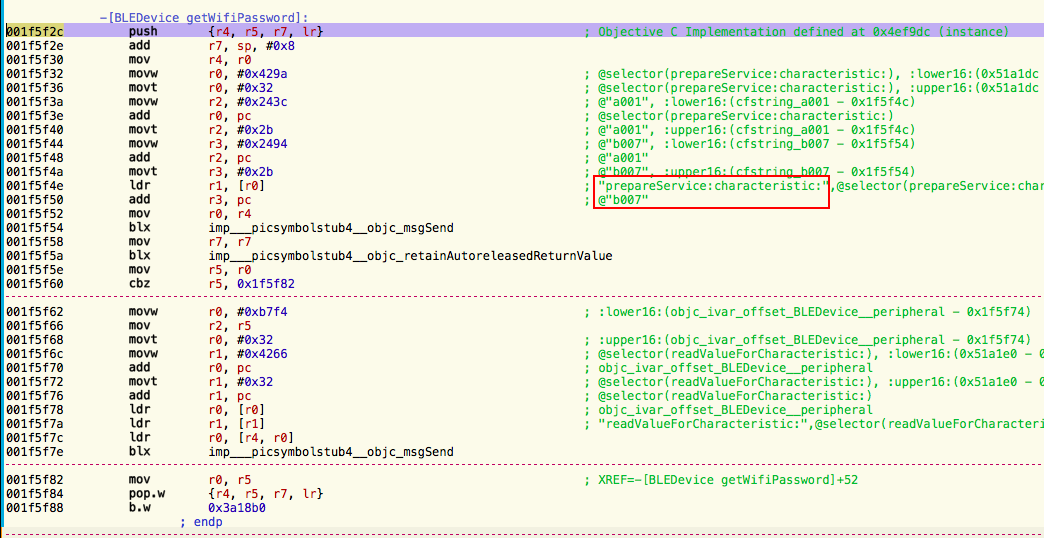 -[BLEDevice getWifiPassword]:
001f5f2c push {r4, r5, r7, lr} ; Objective C Implementation defined at 0x4ef9dc (instance)
001f5f2e add r7, sp, #0x8
001f5f30 mov r4, r0
001f5f32 movw r0, #0x429a ; @selector(prepareService:characteristic:), :lower16:(0x51a1dc
001f5f36 movt r0, #0x32 ; @selector(prepareService:characteristic:), :upper16:(0x51a1dc
001f5f3a movw r2, #0x243c ; @"a001", :lower16:(cfstring_a001 - 0x1f5f4c)
001f5f3e add r0, pc ; @selector(prepareService:characteristic:)
001f5f40 movt r2, #0x2b ; @"a001", :upper16:(cfstring_a001 - 0x1f5f4c)
001f5f44 movw r3, #0x2494 ; @"b007", :lower16:(cfstring_b007 - 0x1f5f54)
001f5f48 add r2, pc ; @"a001"
001f5f4a movt r3, #0x2b ; @"b007", :upper16:(cfstring_b007 - 0x1f5f54)
001f5f4e ldr r1, [r0] ; "prepareService:characteristic:",@selector(prepareService:char
001f5f50 add r3, pc ; @"b007"
001f5f52 mov r0, r4
001f5f54 blx imp___picsymbolstub4__objc_msgSend
001f5f58 mov r7, r7
001f5f5a blx imp___picsymbolstub4__objc_retainAutoreleasedReturnValue
001f5f5e mov r5, r0
001f5f60 cbz r5, 0x1f5f82
001f5f62 movw r0, #0xb7f4 ; :lower16:(objc_ivar_offset_BLEDevice__peripheral - 0x1f5f74)
001f5f66 mov r2, r5
001f5f68 movt r0, #0x32 ; :upper16:(objc_ivar_offset_BLEDevice__peripheral - 0x1f5f74)
001f5f6c movw r1, #0x4266 ; @selector(readValueForCharacteristic:), :lower16:(0x51a1e0 - 0
001f5f70 add r0, pc ; objc_ivar_offset_BLEDevice__peripheral
001f5f72 movt r1, #0x32 ; @selector(readValueForCharacteristic:), :upper16:(0x51a1e0 - 0
001f5f76 add r1, pc ; @selector(readValueForCharacteristic:)
001f5f78 ldr r0, [r0] ; objc_ivar_offset_BLEDevice__peripheral
001f5f7a ldr r1, [r1] ; "readValueForCharacteristic:",@selector(readValueForCharacteri
001f5f7c ldr r0, [r4, r0]
001f5f7e blx imp___picsymbolstub4__objc_msgSend
001f5f82 mov r0, r5 ; XREF=-[BLEDevice getWifiPassword]+52
001f5f84 pop.w {r4, r5, r7, lr}
001f5f88 b.w 0x3a18b0
; endp